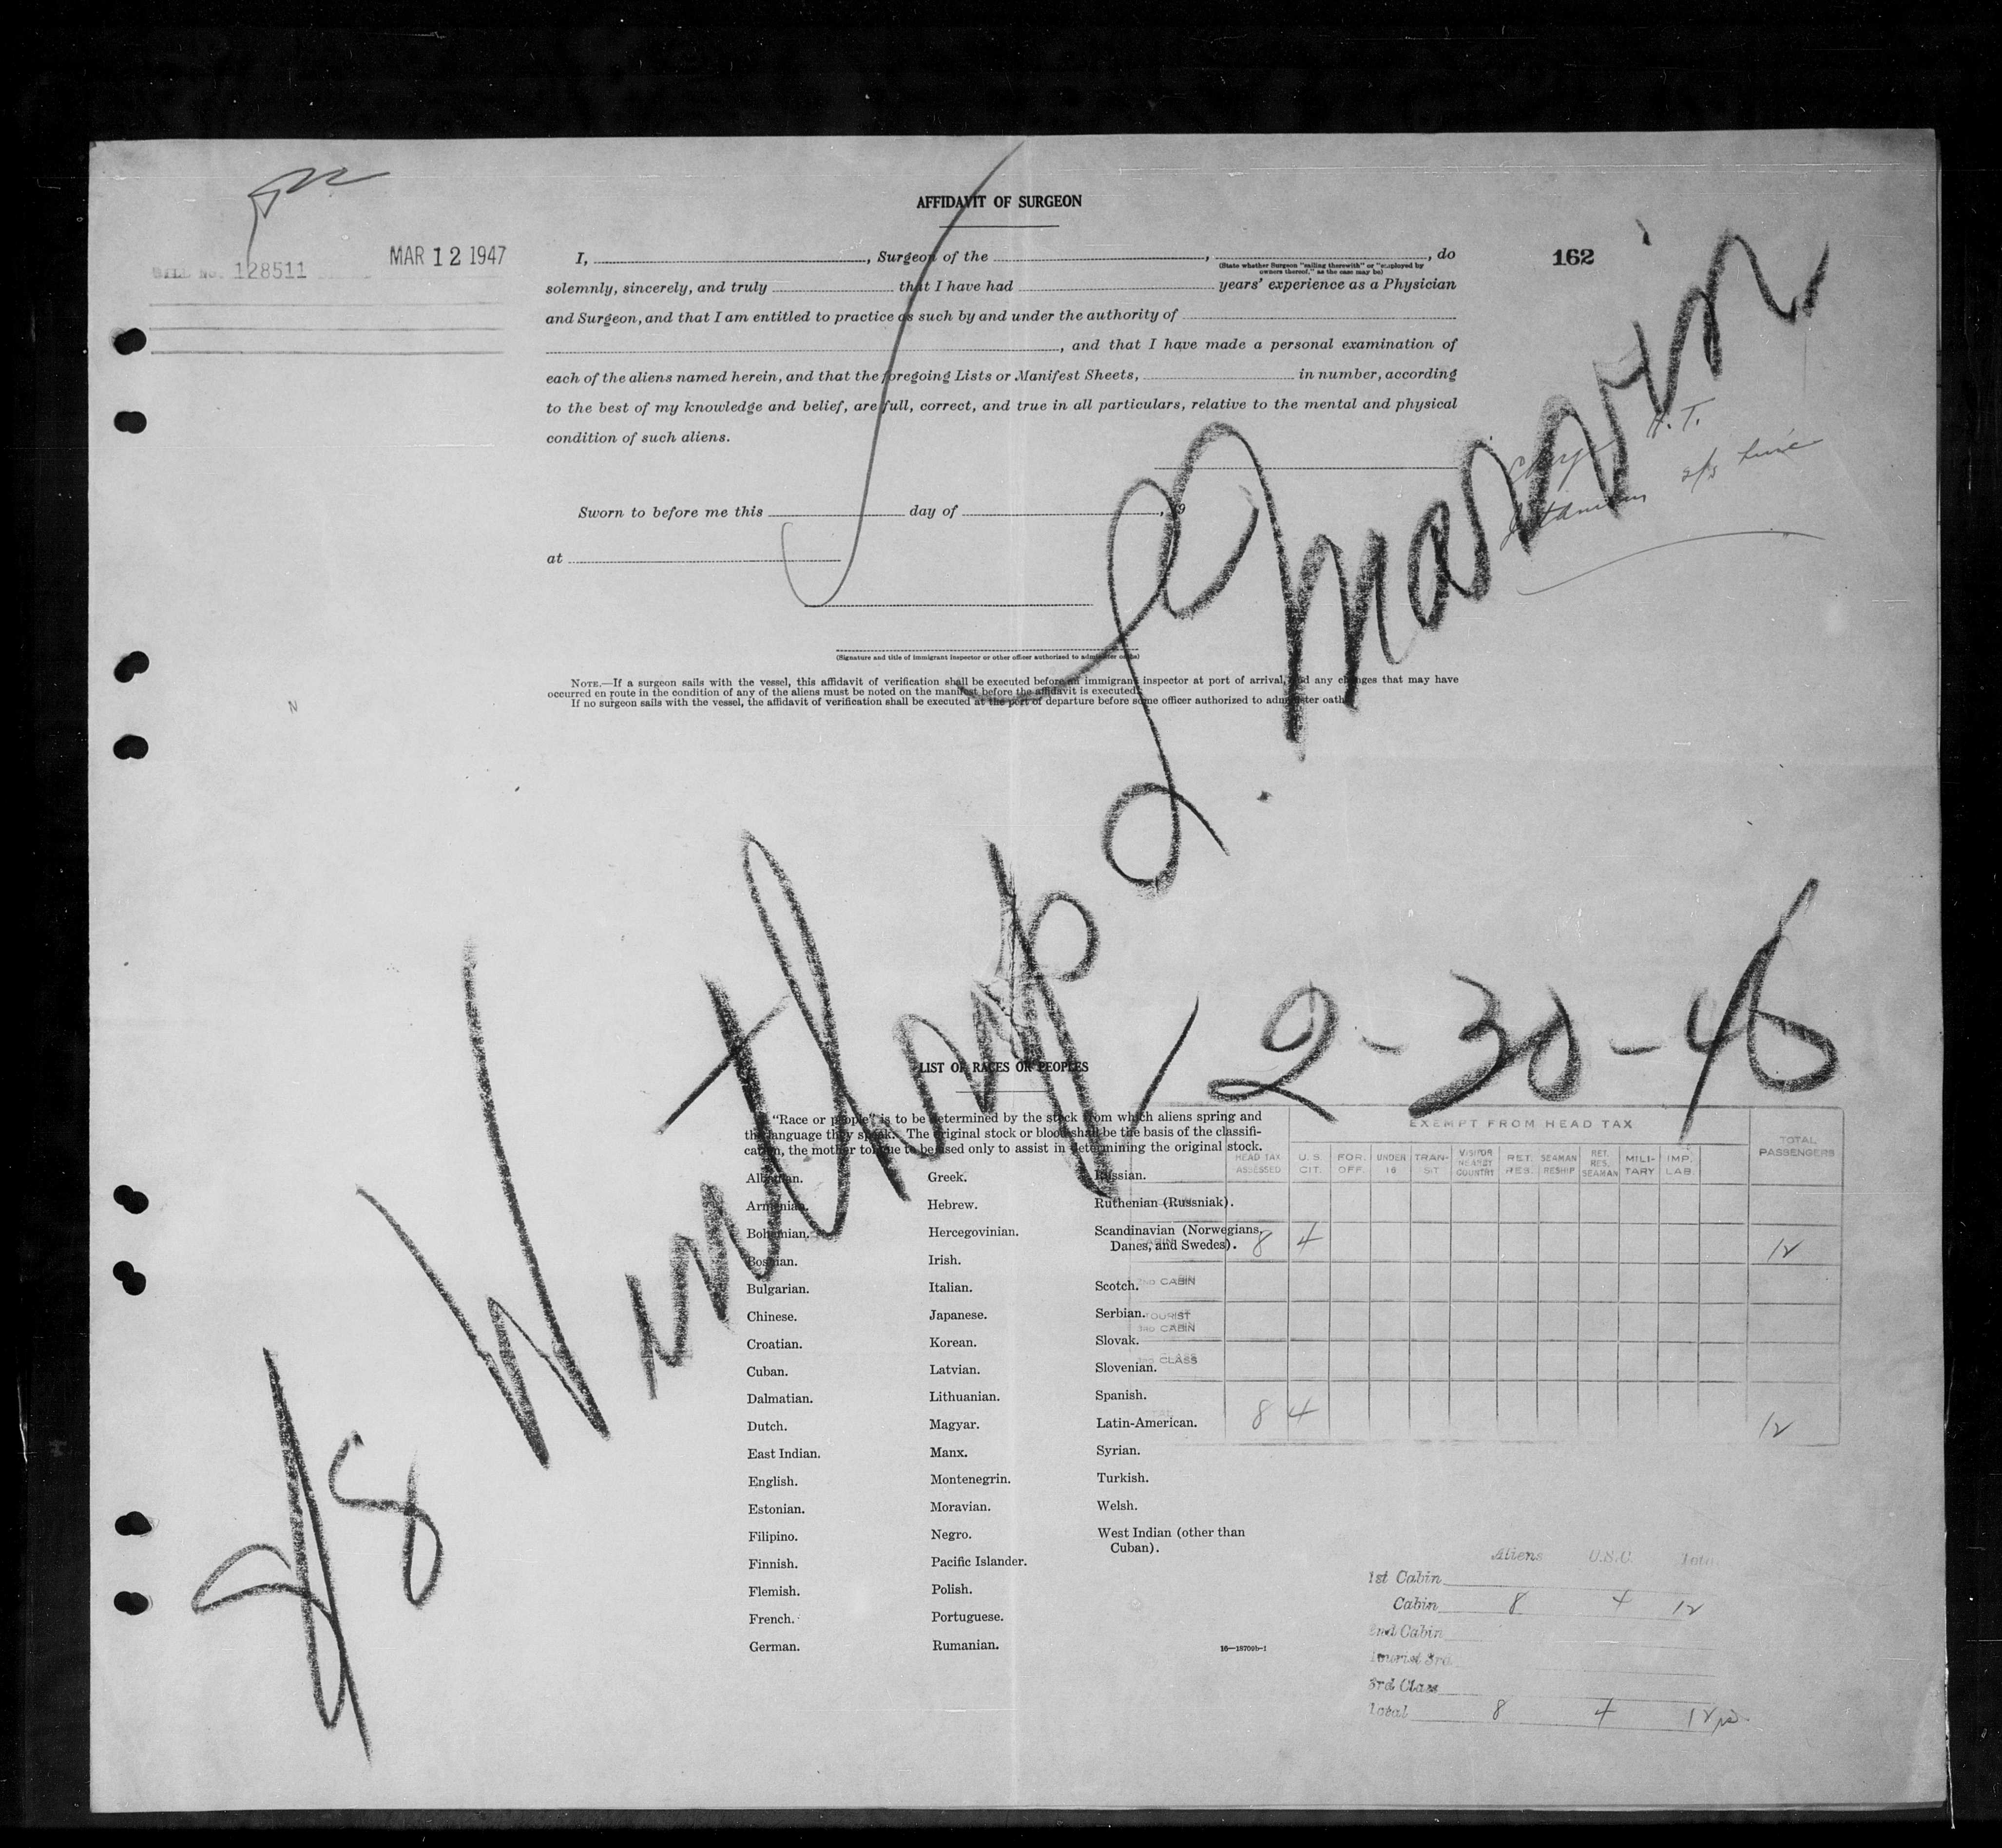 AFFIDAVIT OF SURGEON
BILL NO. 128511
MAR 12 1947
162
I, , Surgeon of the , , do
(State whether Surgeon "sailing therewith" or "employed by
owners thereof," as the case may be)
solemnly, sincerely, and truly that I have had years' experience as a Physician
and Surgeon, and that I am entitled to practice as such by and under the authority of
, and that I have made a personal examination of
each of the aliens named herein, and that the foregoing Lists or Manifest Sheets, in number, according
to the best of my knowledge and belief, are full, correct, and true in all particulars, relative to the mental and physical
condition of such aliens.
H. T.
s/s Line
Sworn to before me this day of , 19
at
(Signature and title of immigrant inspector or other officer authorized to administer oaths)
NOTE.—If a surgeon sails with the vessel, this affidavit of verification shall be executed before an immigrant inspector at port of arrival, and any changes that may have
occurred en route in the condition of any of the aliens must be noted on the manifest before the affidavit is executed.
If no surgeon sails with the vessel, the affidavit of verification shall be executed at the port of departure before some officer authorized to administer oaths.
N
S/S Winthrop L. Marvin
12-30-46
LIST OF RACES OR PEOPLES
"Race or people" is to be determined by the stock from which aliens spring and
the language they speak. The original stock or blood shall be the basis of the classifi-
cation, the mother tongue to be used only to assist in determining the original stock.
Albanian.
Armenian.
Bohemian.
Bosnian.
Bulgarian.
Chinese.
Croatian.
Cuban.
Dalmatian.
Dutch.
East Indian.
English.
Estonian.
Filipino.
Finnish.
Flemish.
French.
German.
Greek.
Hebrew.
Hercegovinian.
Irish.
Italian.
Japanese.
Korean.
Latvian.
Lithuanian.
Magyar.
Manx.
Montenegrin.
Moravian.
Negro.
Pacific Islander.
Polish.
Portuguese.
Rumanian.
Russian.
Ruthenian (Russniak).
Scandinavian (Norwegians,
Danes, and Swedes).
Scotch.
Serbian.
Slovak.
Slovenian.
Spanish.
Latin-American.
Syrian.
Turkish.
Welsh.
West Indian (other than
Cuban).
16—18709b-1
EXEMPT FROM HEAD TAX
HEAD TAX ASSESSED U.S. CIT. FOR. OFF. UNDER 16 TRAN-SIT VISITOR NEARBY COUNTRY RET. RES. SEAMAN RESHIP RET. RES. SEAMAN MILI-TARY IMP. LAB. TOTAL PASSENGERS
CABIN 8 4 12
2ND CABIN
TOURIST
3RD CABIN
3RD CLASS
8 4 12
Aliens U.S.C. Total
1st Cabin
Cabin 8 4 12
2nd Cabin
Tourist 3rd
3rd Class
Total 8 4 12